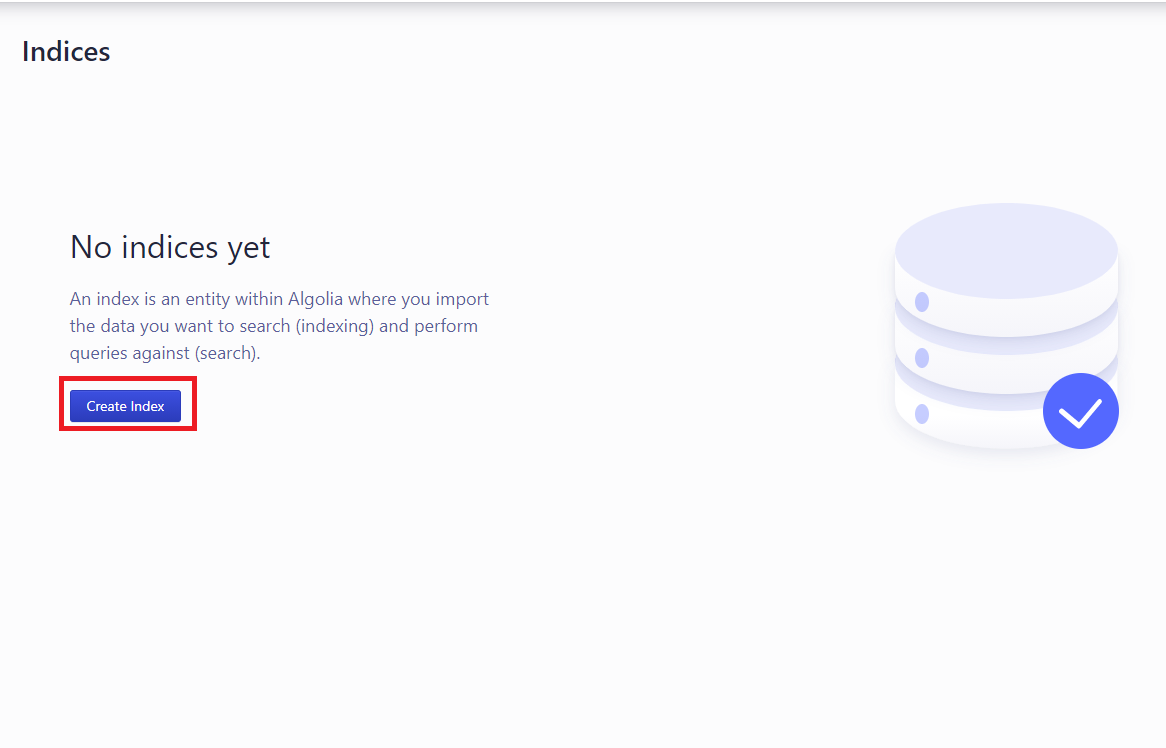 Indices
No indices yet
An index is an entity within Algolia where you import
the data you want to search (indexing) and perform
queries against (search).
Create Index